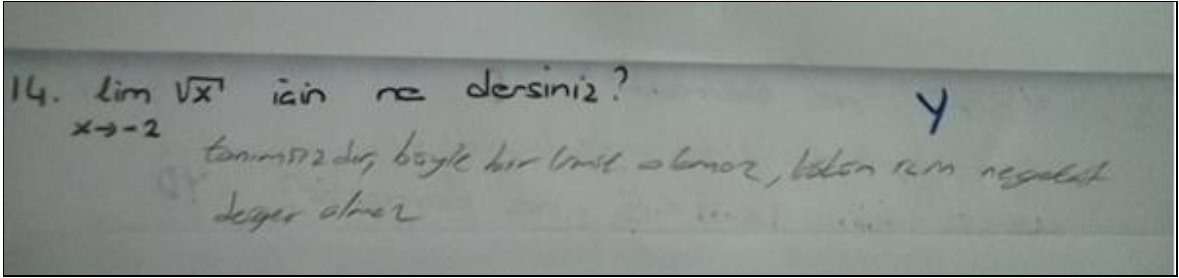 14. lim √x için ne dersiniz? Y
x→-2
tanımsızdır, böyle bir limit olamaz, kökün içi negatif
değer almaz